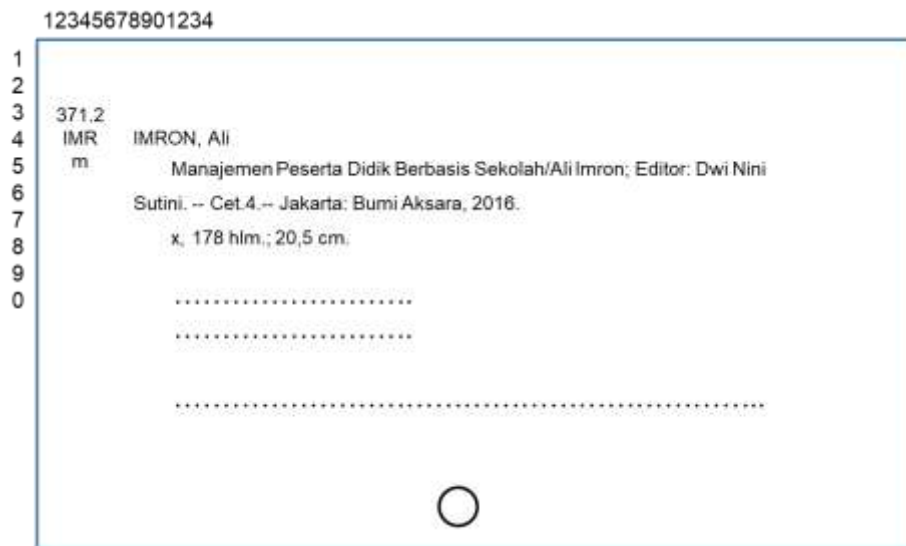 12345678901234
1
2
3 371.2
4 IMR IMRON, Ali
5 m Manajemen Peserta Didik Berbasis Sekolah/Ali Imron; Editor: Dwi Nini
6 Sutini. -- Cet.4.-- Jakarta: Bumi Aksara, 2016.
7 x, 178 hlm.; 20,5 cm.
8
9
0 ..........................
..........................
................................................................